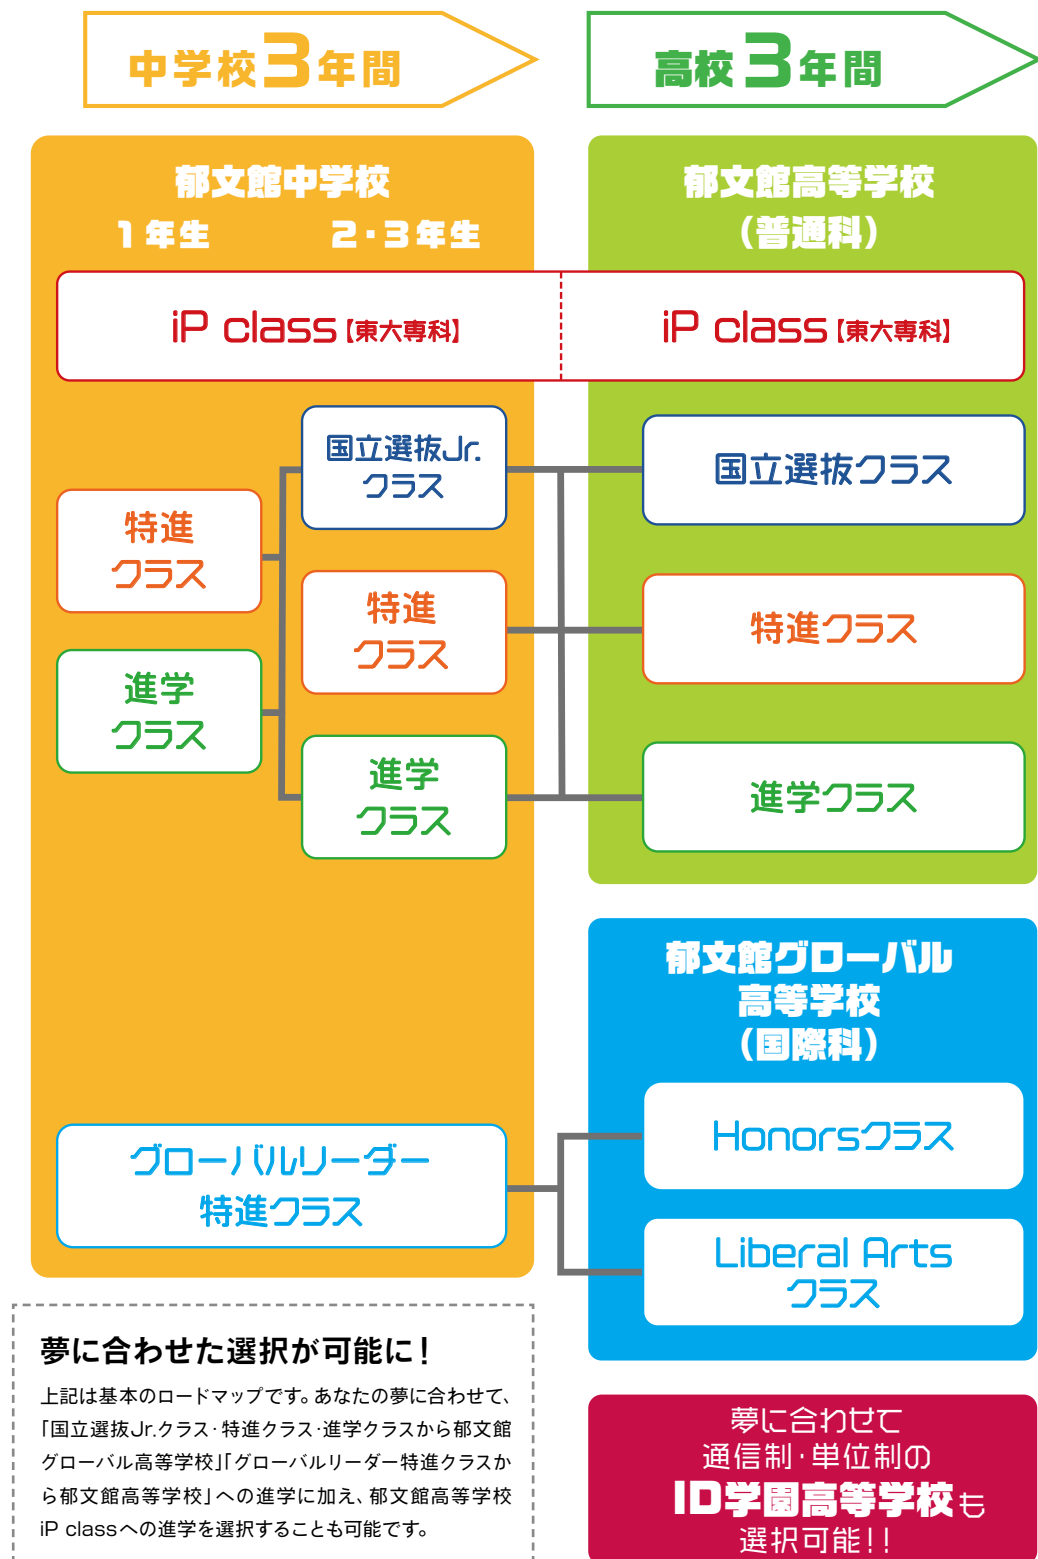 中学校3年間
高校3年間
郁文館中学校
1年生
2・3年生
郁文館高等学校
(普通科)
iP class【東大専科】
iP class【東大専科】
特進
クラス
進学
クラス
国立選抜Jr.
クラス
特進
クラス
進学
クラス
国立選抜クラス
特進クラス
進学クラス
郁文館グローバル
高等学校
(国際科)
グローバルリーダー
特進クラス
Honorsクラス
Liberal Arts
クラス
夢に合わせた選択が可能に！
上記は基本のロードマップです。あなたの夢に合わせて、
「国立選抜Jr.クラス・特進クラス・進学クラスから郁文館
グローバル高等学校」「グローバルリーダー特進クラスか
ら郁文館高等学校」への進学に加え、郁文館高等学校
iP classへの進学を選択することも可能です。
夢に合わせて
通信制・単位制の
ID学園高等学校も
選択可能!!